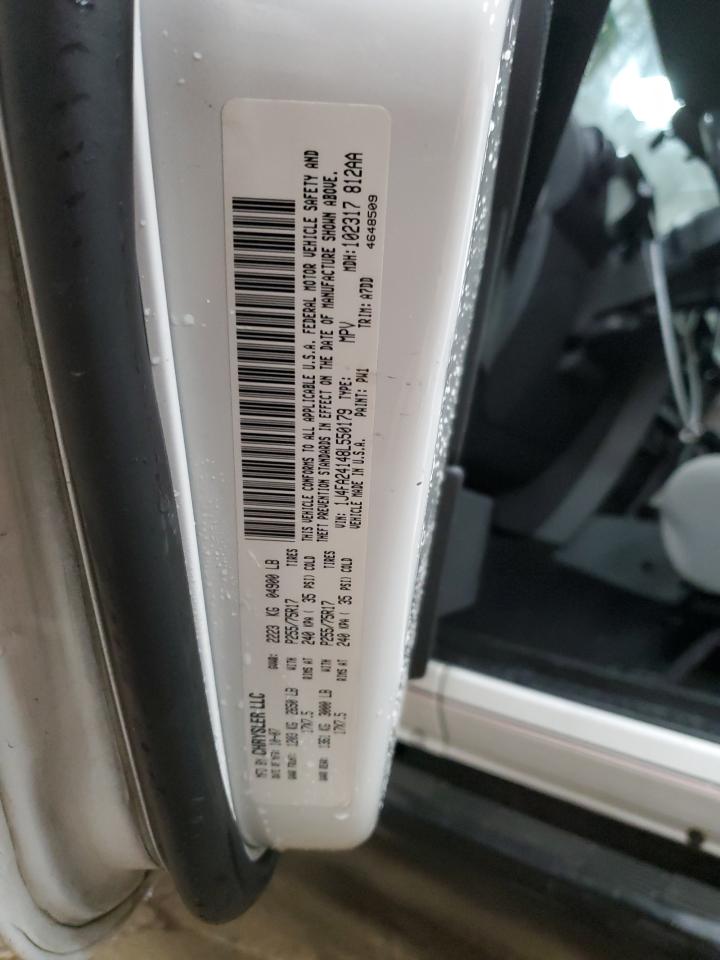 MFD BY CHRYSLER LLC
DATE OF MFR: 10-07 GVWR: 2223 KG 04900 LB
GAWR FRONT: 1293 KG 2850 LB WITH P255/75R17 TIRES
17X7.5 RIMS AT 240 KPA ( 35 PSI) COLD
GAWR REAR: 1361 KG 3000 LB WITH P255/75R17 TIRES
17X7.5 RIMS AT 240 KPA ( 35 PSI) COLD
THIS VEHICLE CONFORMS TO ALL APPLICABLE U.S.A. FEDERAL MOTOR VEHICLE SAFETY AND
THEFT PREVENTION STANDARDS IN EFFECT ON THE DATE OF MANUFACTURE SHOWN ABOVE.
VIN: 1J4FA24148L550179 TYPE: MPV MDH: 102317 812AA
VEHICLE MADE IN U.S.A. PAINT: PW1 TRIM: A7DD 4648509